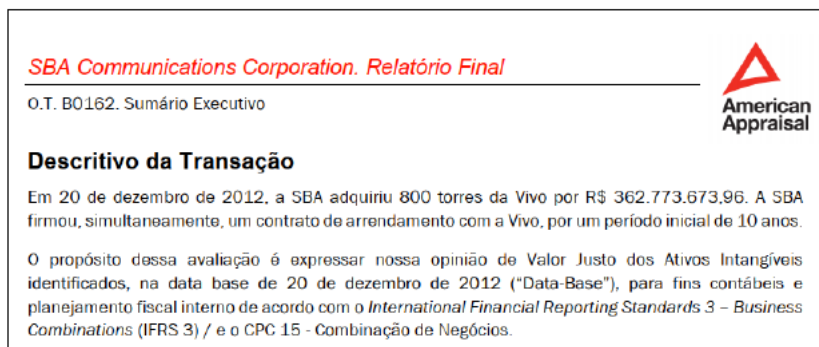 SBA Communications Corporation. Relatório Final
O.T. B0162. Sumário Executivo
American
Appraisal
Descritivo da Transação
Em 20 de dezembro de 2012, a SBA adquiriu 800 torres da Vivo por R$ 362.773.673,96. A SBA
firmou, simultaneamente, um contrato de arrendamento com a Vivo, por um período inicial de 10 anos.
O propósito dessa avaliação é expressar nossa opinião de Valor Justo dos Ativos Intangíveis
identificados, na data base de 20 de dezembro de 2012 ("Data-Base"), para fins contábeis e
planejamento fiscal interno de acordo com o International Financial Reporting Standards 3 – Business
Combinations (IFRS 3) / e o CPC 15 - Combinação de Negócios.